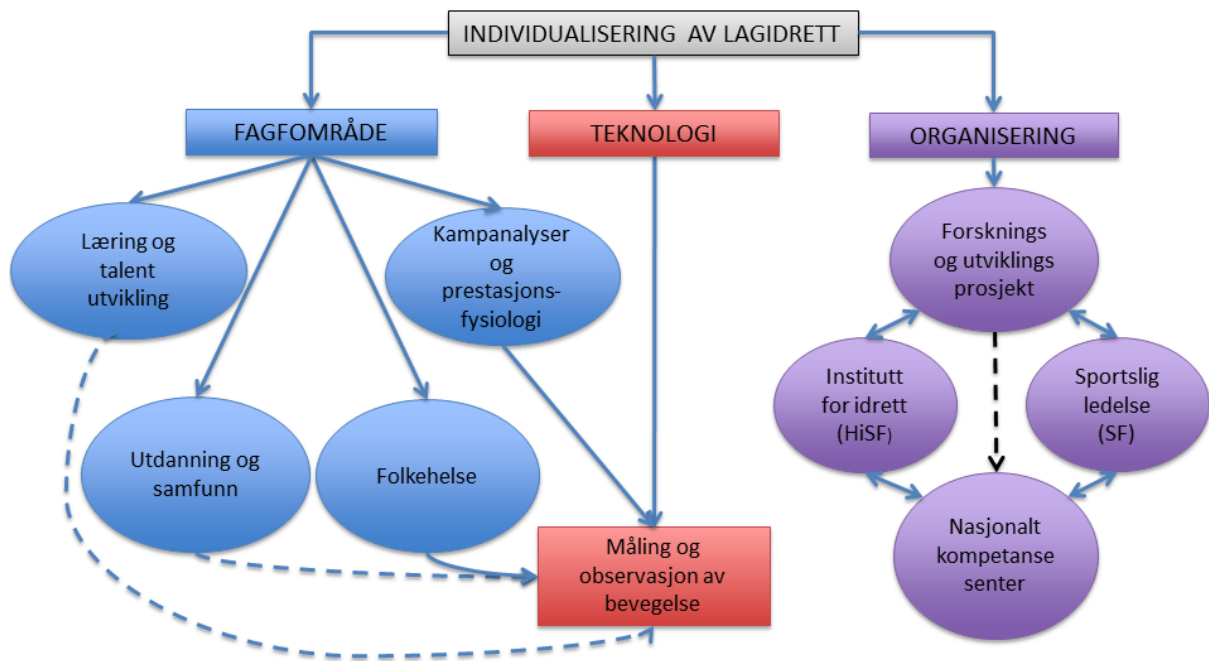 INDIVIDUALISERING AV LAGIDRETT
FAGFOMRÅDE
TEKNOLOGI
ORGANISERING
Læring og
talent
utvikling
Kampanalyser
og
prestasjons-
fysiologi
Forsknings
og utviklings
prosjekt
Institutt
for idrett
(HiSF)
Sportslig
ledelse
(SF)
Utdanning og
samfunn
Folkehelse
Måling og
observasjon av
bevegelse
Nasjonalt
kompetanse
senter